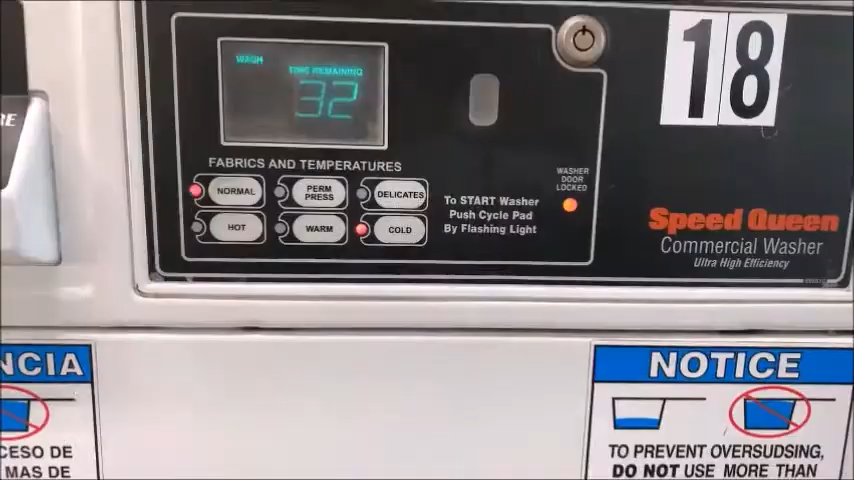 RE
WASH
TIME REMAINING
32
18
FABRICS AND TEMPERATURES
NORMAL
PERM PRESS
DELICATES
HOT
WARM
COLD
To START Washer
Push Cycle Pad
By Flashing Light
WASHER
DOOR
LOCKED
Speed Queen
Commercial Washer
Ultra High Efficiency
NCIA
CESO DE
MAS DE
NOTICE
TO PREVENT OVERSUDSING,
DO NOT USE MORE THAN